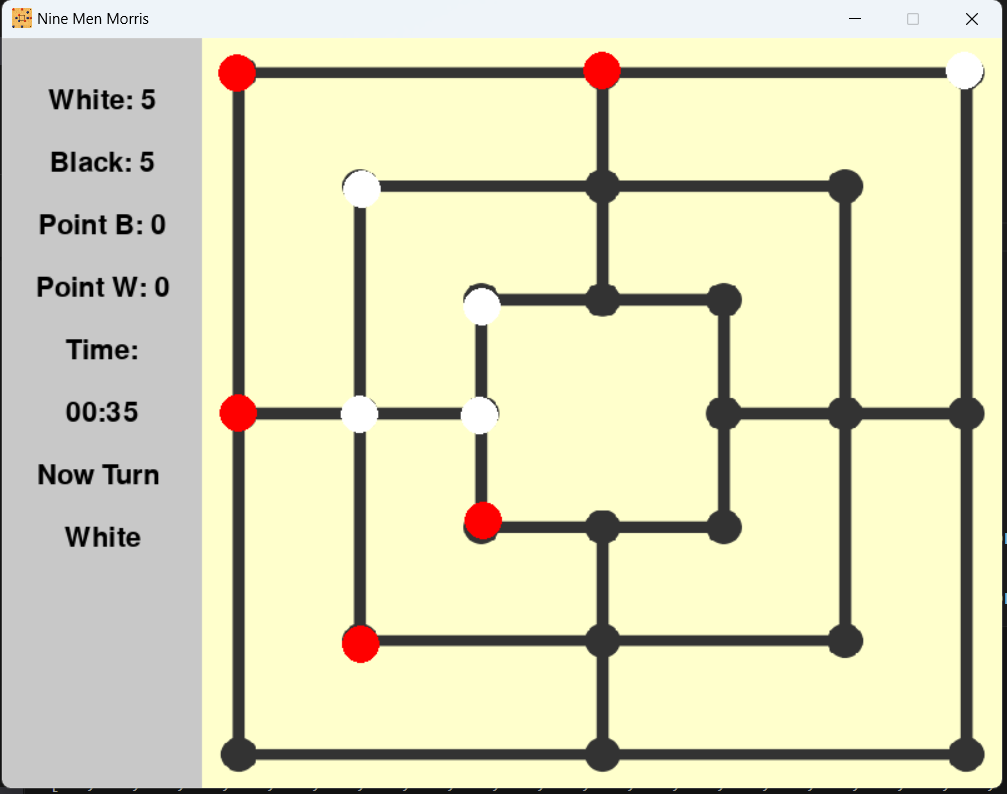 Nine Men Morris
White: 5
Black: 5
Point B: 0
Point W: 0
Time:
00:35
Now Turn
White